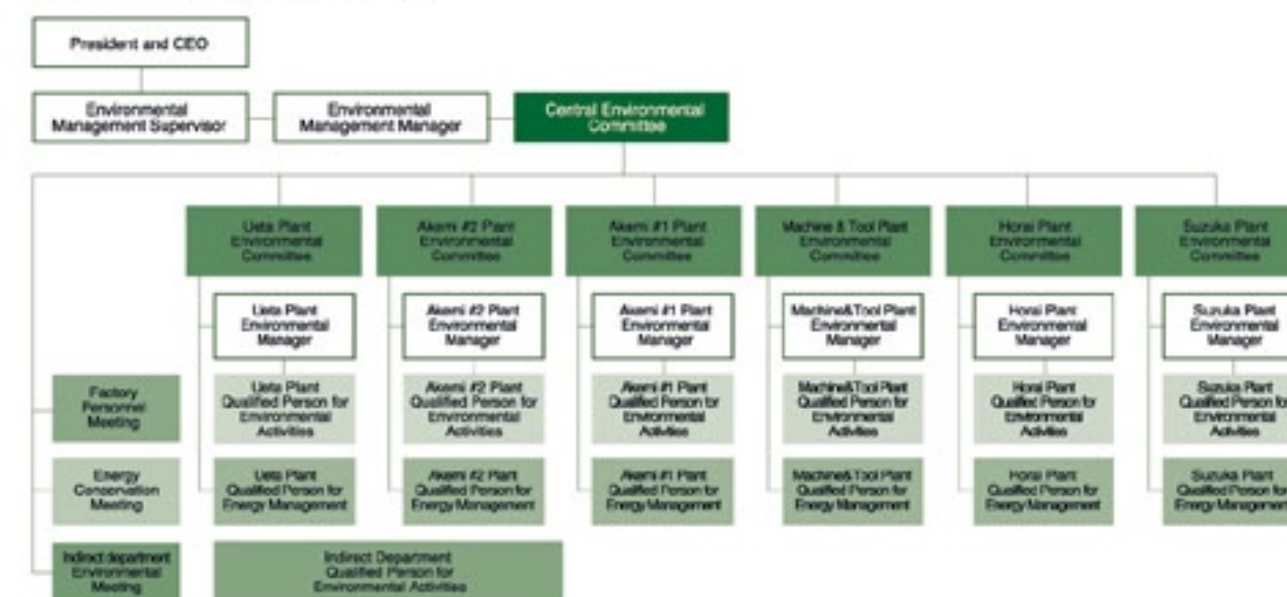 President and CEO
Environmental
Management Supervisor
Environmental
Management Manager
Central Environmental
Committee
Ueta Plant
Environmental
Committee
Akemi #2 Plant
Environmental
Committee
Akemi #1 Plant
Environmental
Committee
Machine & Tool Plant
Environmental
Committee
Horai Plant
Environmental
Committee
Suzuka Plant
Environmental
Committee
Ueta Plant
Environmental
Manager
Akemi #2 Plant
Environmental
Manager
Akemi #1 Plant
Environmental
Manager
Machine&Tool Plant
Environmental
Manager
Horai Plant
Environmental
Manager
Suzuka Plant
Environmental
Manager
Factory
Personnel
Meeting
Ueta Plant
Qualified Person for
Environmental
Activities
Akemi #2 Plant
Qualified Person for
Environmental
Activities
Akemi #1 Plant
Qualified Person for
Environmental
Activities
Machine&Tool Plant
Qualified Person for
Environmental
Activities
Horai Plant
Qualified Person for
Environmental
Activities
Suzuka Plant
Qualified Person for
Environmental
Activities
Energy
Conservation
Meeting
Ueta Plant
Qualified Person for
Energy Management
Akemi #2 Plant
Qualified Person for
Energy Management
Akemi #1 Plant
Qualified Person for
Energy Management
Machine&Tool Plant
Qualified Person for
Energy Management
Horai Plant
Qualified Person for
Energy Management
Suzuka Plant
Qualified Person for
Energy Management
Indirect department
Environmental
Meeting
Indirect Department
Qualified Person for
Environmental Activities